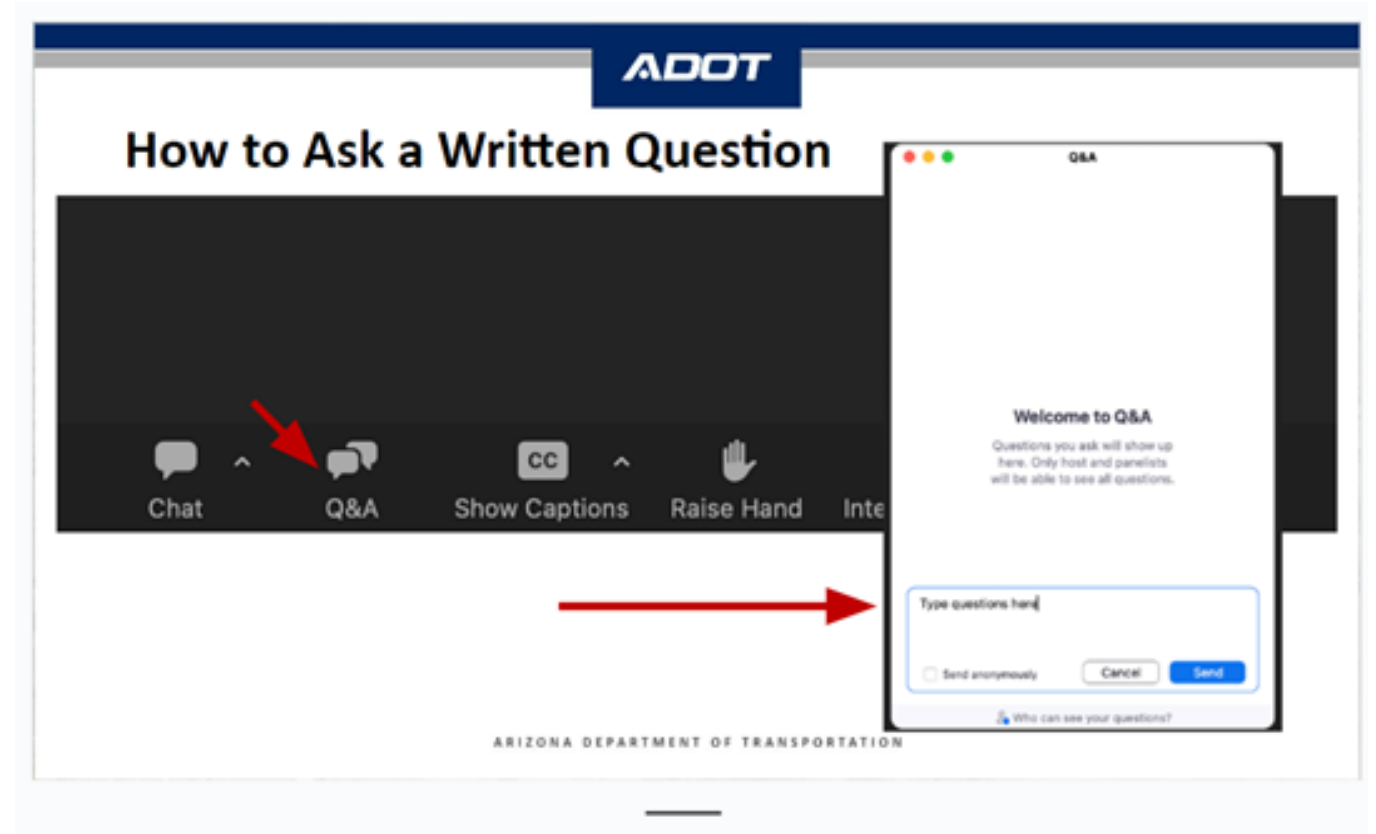 ADOT
How to Ask a Written Question
Q&A
Welcome to Q&A
Questions you ask will show up
here. Only host and panelists
will be able to see all questions.
Chat
Q&A
CC
Show Captions
Raise Hand
Inte
Type questions here
Send anonymously
Cancel
Send
Who can see your questions?
ARIZONA DEPARTMENT OF TRANSPORTATION